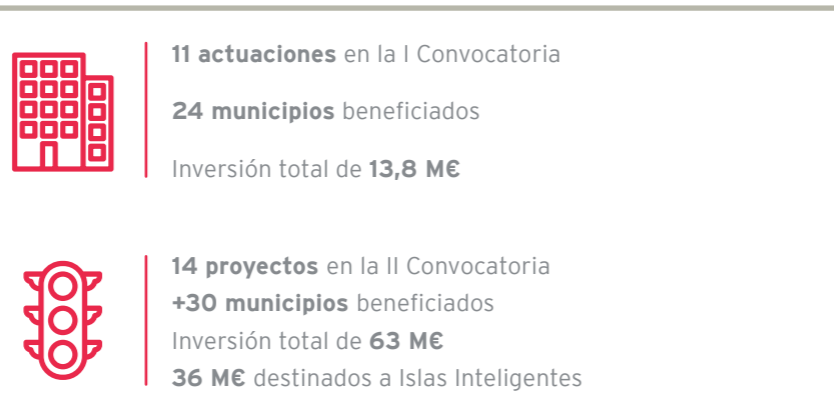 11 actuaciones en la I Convocatoria
24 municipios beneficiados
Inversión total de 13,8 M€
14 proyectos en la II Convocatoria
+30 municipios beneficiados
Inversión total de 63 M€
36 M€ destinados a Islas Inteligentes